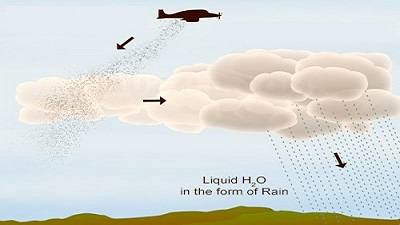 Liquid H₂O
in the form of Rain